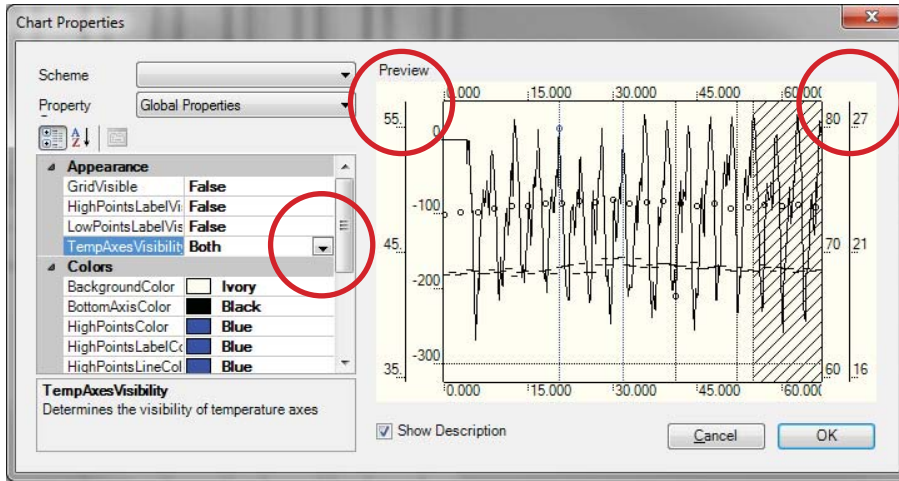 Chart Properties
Scheme
Property
Global Properties
Appearance
GridVisible False
HighPointsLabelVi: False
LowPointsLabelVis False
TempAxesVisibility Both
Colors
BackgroundColor Ivory
BottomAxisColor Black
HighPointsColor Blue
HighPointsLabelCo Blue
HighPointsLineCol Blue
TempAxesVisibility
Determines the visibility of temperature axes
Preview
0.000 15.000 30.000 45.000 60.000
55. 0 80 27
-100
45. 70 21
-200
-300
35. 60 16
0.000 15.000 30.000 45.000 60.000
Show Description
Cancel
OK